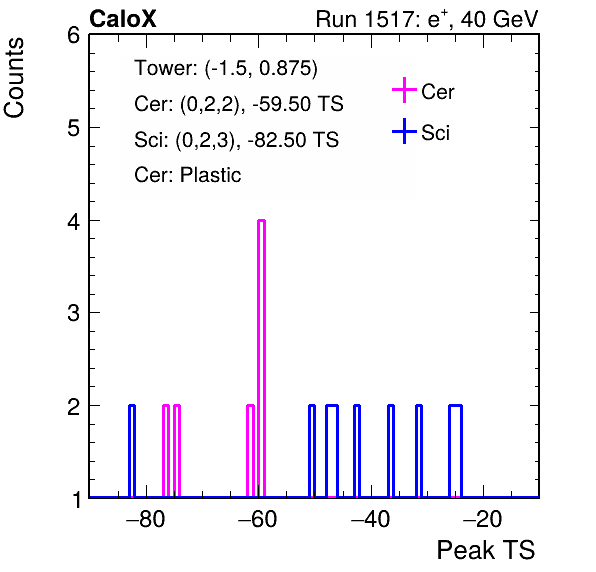 CaloX Run 1517: e+, 40 GeV
Counts
6
5
4
3
2
1
Tower: (-1.5, 0.875)
Cer: (0,2,2), -59.50 TS
Sci: (0,2,3), -82.50 TS
Cer: Plastic
Cer
Sci
−80 −60 −40 −20
Peak TS